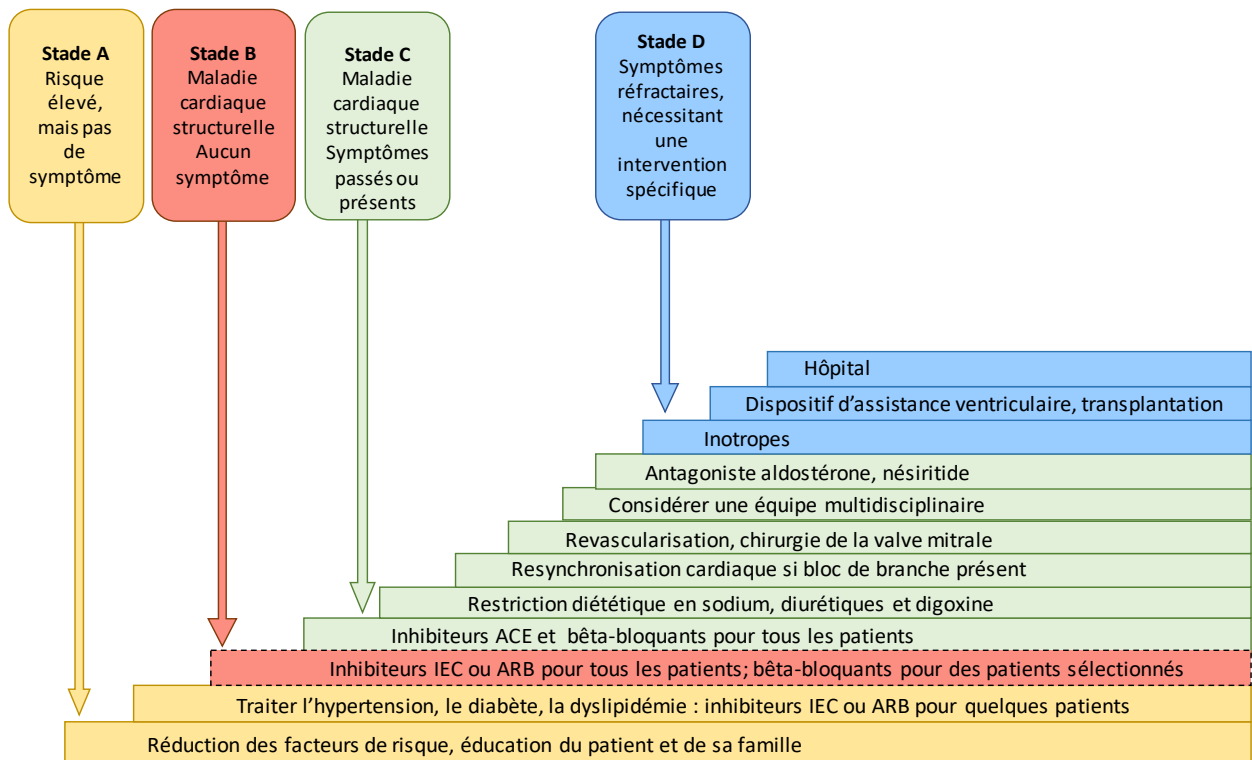 Stade A
Risque
élevé,
mais pas
de
symptôme
Stade B
Maladie
cardiaque
structurelle
Aucun
symptôme
Stade C
Maladie
cardiaque
structurelle
Symptômes
passés ou
présents
Stade D
Symptômes
réfractaires,
nécessitant
une
intervention
spécifique
Hôpital
Dispositif d’assistance ventriculaire, transplantation
Inotropes
Antagoniste aldostérone, nésiritide
Considérer une équipe multidisciplinaire
Revascularisation, chirurgie de la valve mitrale
Resynchronisation cardiaque si bloc de branche présent
Restriction diététique en sodium, diurétiques et digoxine
Inhibiteurs ACE et bêta-bloquants pour tous les patients
Inhibiteurs IEC ou ARB pour tous les patients; bêta-bloquants pour des patients sélectionnés
Traiter l’hypertension, le diabète, la dyslipidémie : inhibiteurs IEC ou ARB pour quelques patients
Réduction des facteurs de risque, éducation du patient et de sa famille